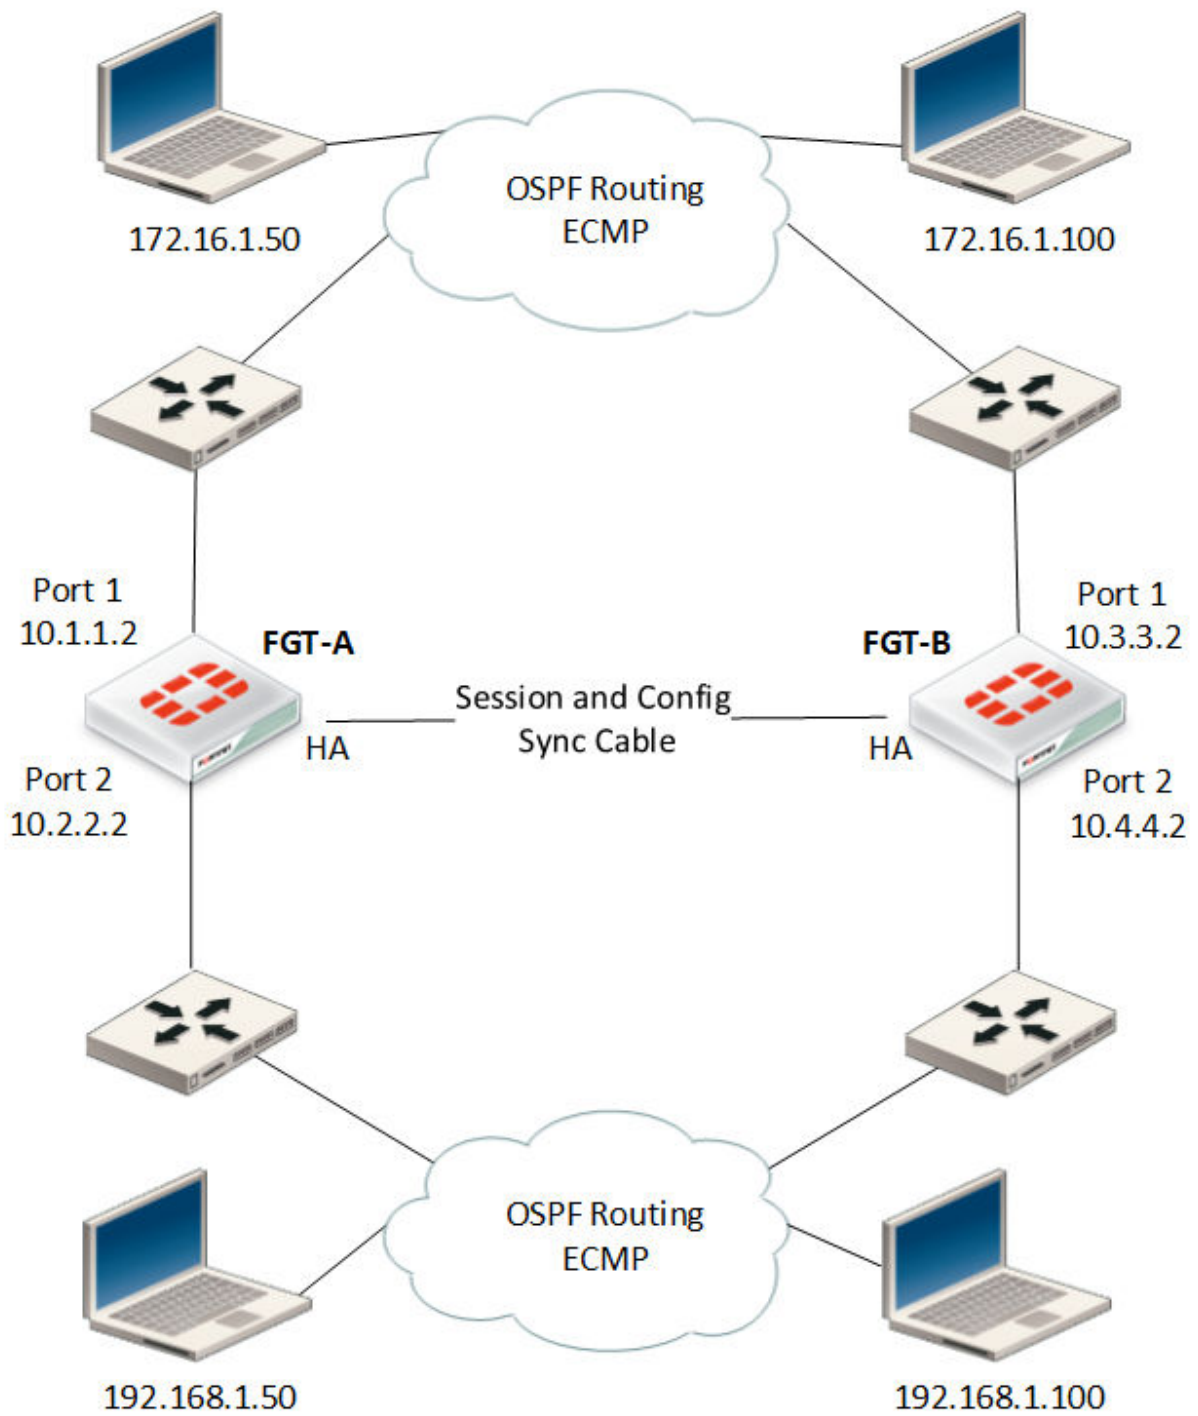 OSPF Routing
ECMP
172.16.1.50
172.16.1.100
Port 1
10.1.1.2
FGT-A
HA
Port 2
10.2.2.2
Session and Config
Sync Cable
Port 1
10.3.3.2
FGT-B
HA
Port 2
10.4.4.2
OSPF Routing
ECMP
192.168.1.50
192.168.1.100